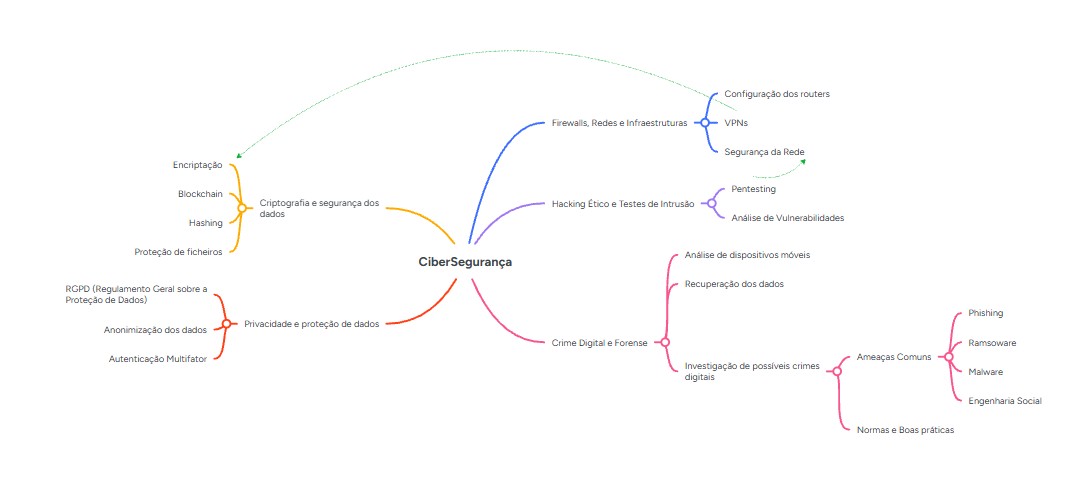 CiberSegurança
Firewalls, Redes e Infraestruturas
Configuração dos routers
VPNs
Segurança da Rede
Hacking Ético e Testes de Intrusão
Pentesting
Análise de Vulnerabilidades
Crime Digital e Forense
Análise de dispositivos móveis
Recuperação dos dados
Investigação de possíveis crimes
digitais
Ameaças Comuns
Phishing
Ramsoware
Malware
Engenharia Social
Normas e Boas práticas
Criptografia e segurança dos
dados
Encriptação
Blockchain
Hashing
Proteção de ficheiros
Privacidade e proteção de dados
RGPD (Regulamento Geral sobre a
Proteção de Dados)
Anonimização dos dados
Autenticação Multifator